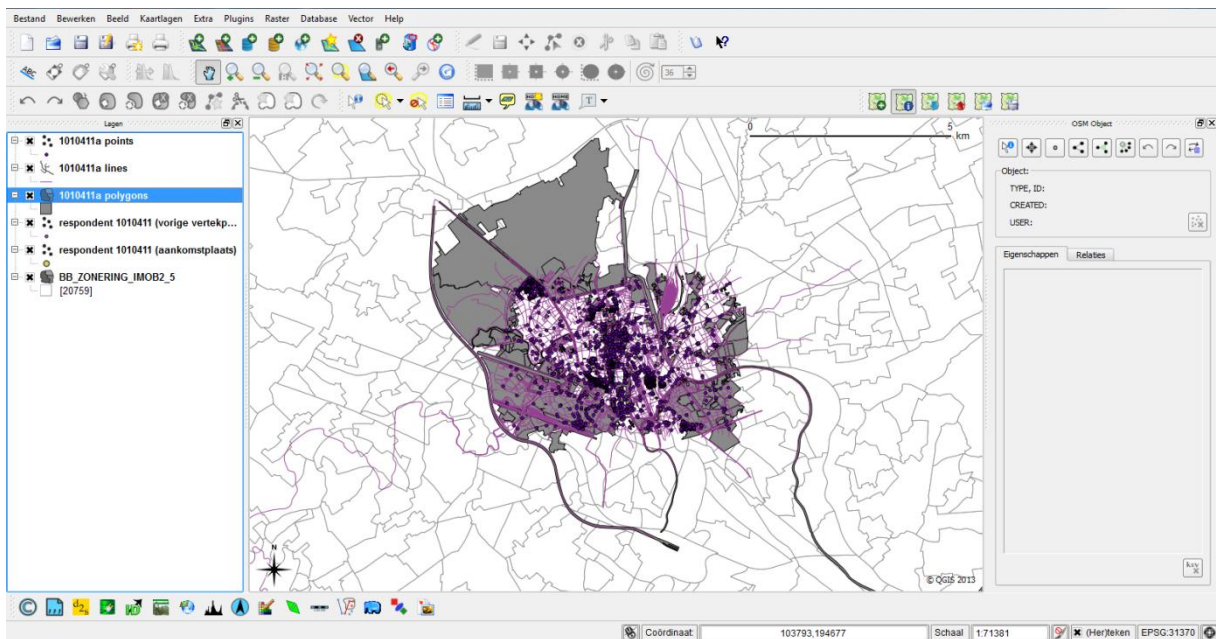 Bestand Bewerken Beeld Kaartlagen Extra Plugins Raster Database Vector Help
ABC
36
T
Lagen
1010411a points
1010411a lines
1010411a polygons
respondent 1010411 (vorige vertekp...
respondent 1010411 (aankomstplaats)
BB_ZONERING_IMOB2_5
[20759]
0 5
km
N
© QGIS 2013
OSM Object
Object:
TYPE, ID:
CREATED:
USER:
Eigenschappen Relaties
Coördinaat: 103793,194677 Schaal 1:71381 (Her)teken EPSG:31370